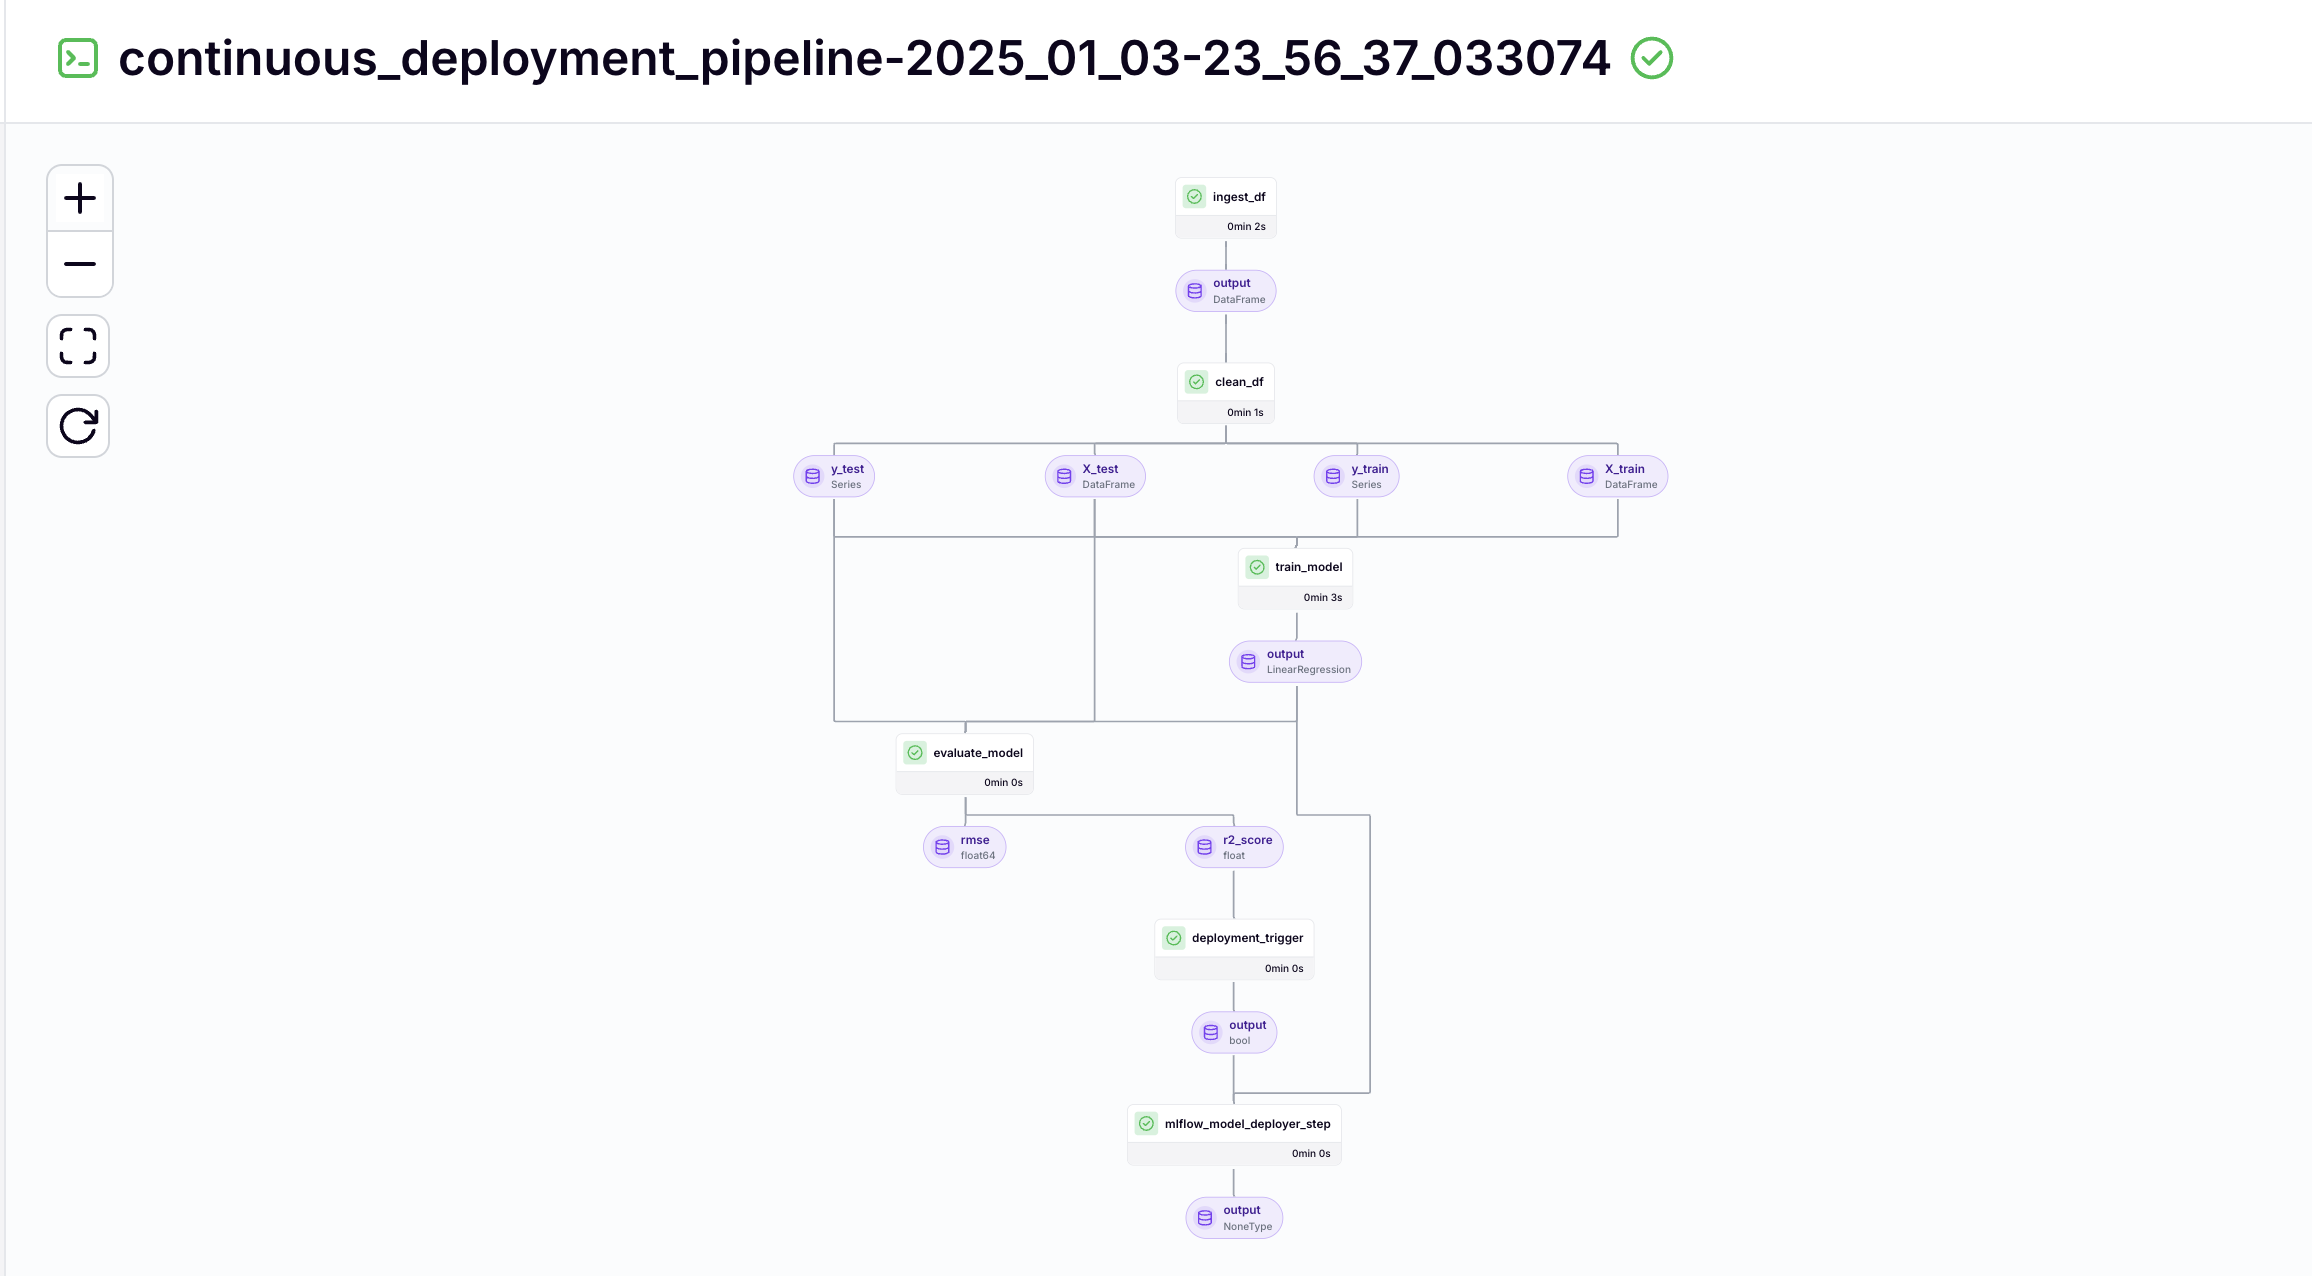 continuous_deployment_pipeline-2025_01_03-23_56_37_033074
ingest_df
0min 2s
output
DataFrame
clean_df
0min 1s
y_test
Series
X_test
DataFrame
y_train
Series
X_train
DataFrame
train_model
0min 3s
output
LinearRegression
evaluate_model
0min 0s
rmse
float64
r2_score
float
deployment_trigger
0min 0s
output
bool
mlflow_model_deployer_step
0min 0s
output
NoneType